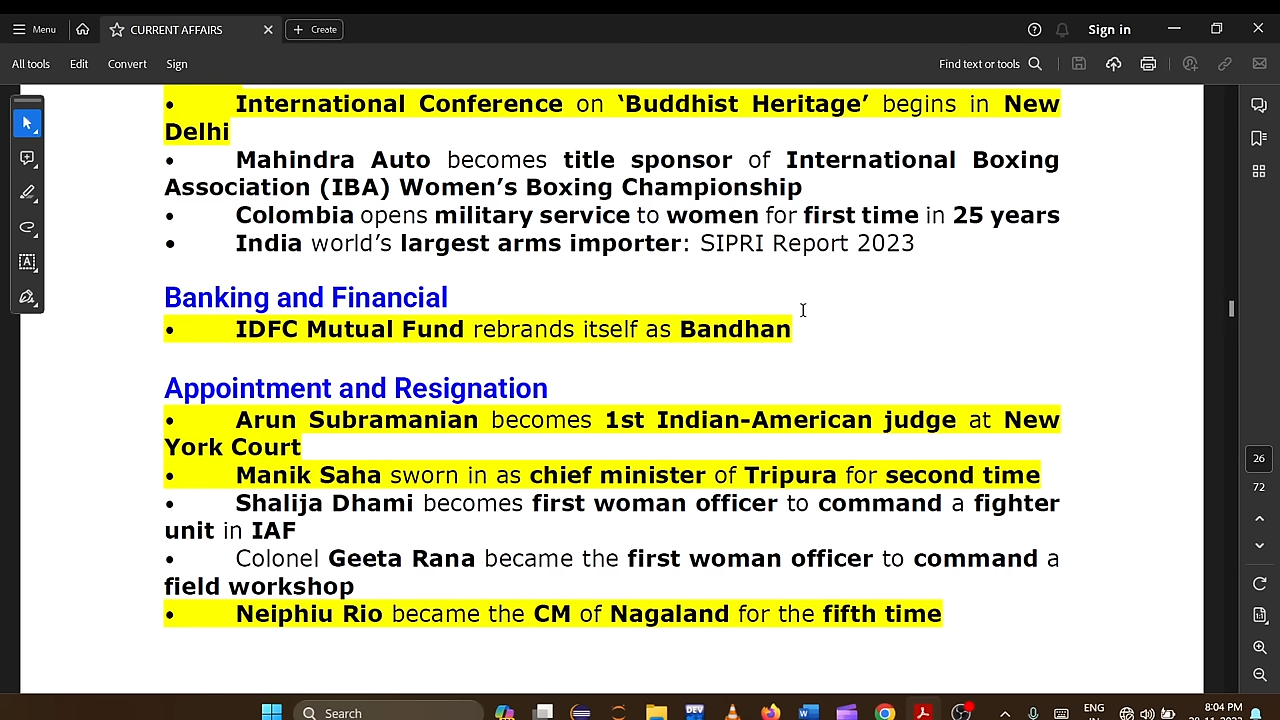 Menu CURRENT AFFAIRS Create Sign in
All tools Edit Convert Sign Find text or tools
• International Conference on ‘Buddhist Heritage’ begins in New
Delhi
• Mahindra Auto becomes title sponsor of International Boxing
Association (IBA) Women’s Boxing Championship
• Colombia opens military service to women for first time in 25 years
• India world’s largest arms importer: SIPRI Report 2023
Banking and Financial
• IDFC Mutual Fund rebrands itself as Bandhan
Appointment and Resignation
• Arun Subramanian becomes 1st Indian-American judge at New
York Court
• Manik Saha sworn in as chief minister of Tripura for second time
• Shalija Dhami becomes first woman officer to command a fighter
unit in IAF
• Colonel Geeta Rana became the first woman officer to command a
field workshop
• Neiphiu Rio became the CM of Nagaland for the fifth time
26
72
Search DEV ENG 8:04 PM